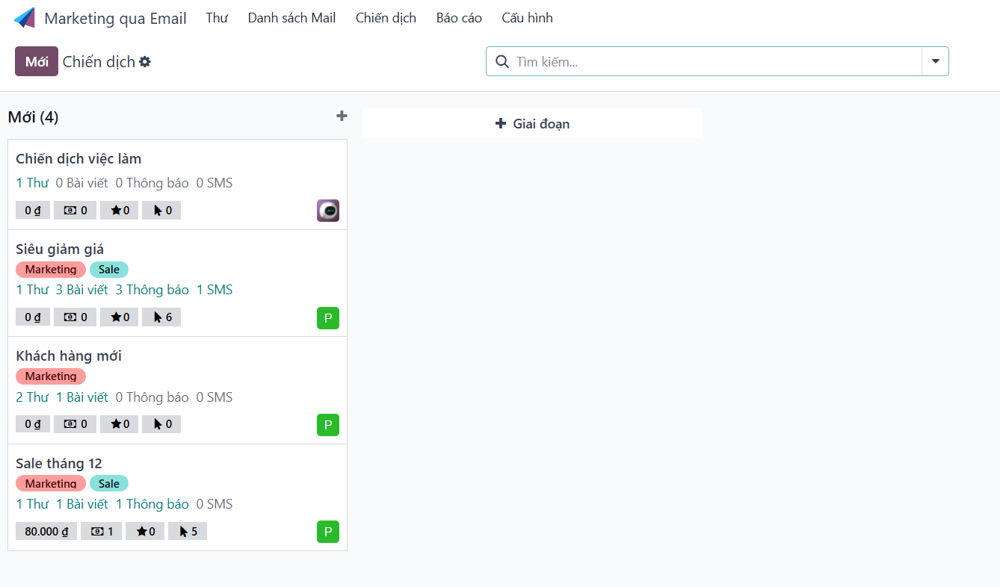 Marketing qua Email Thư Danh sách Mail Chiến dịch Báo cáo Cấu hình
Mới Chiến dịch Tìm kiếm...
Mới (4)
Giai đoạn
Chiến dịch việc làm
1 Thư 0 Bài viết 0 Thông báo 0 SMS
0 ₫ 0 0 0
Siêu giảm giá
Marketing Sale
1 Thư 3 Bài viết 3 Thông báo 1 SMS
0 ₫ 0 0 6
P
Khách hàng mới
Marketing
2 Thư 1 Bài viết 0 Thông báo 0 SMS
0 ₫ 0 0 0
P
Sale tháng 12
Marketing Sale
1 Thư 1 Bài viết 1 Thông báo 0 SMS
80.000 ₫ 1 0 5
P